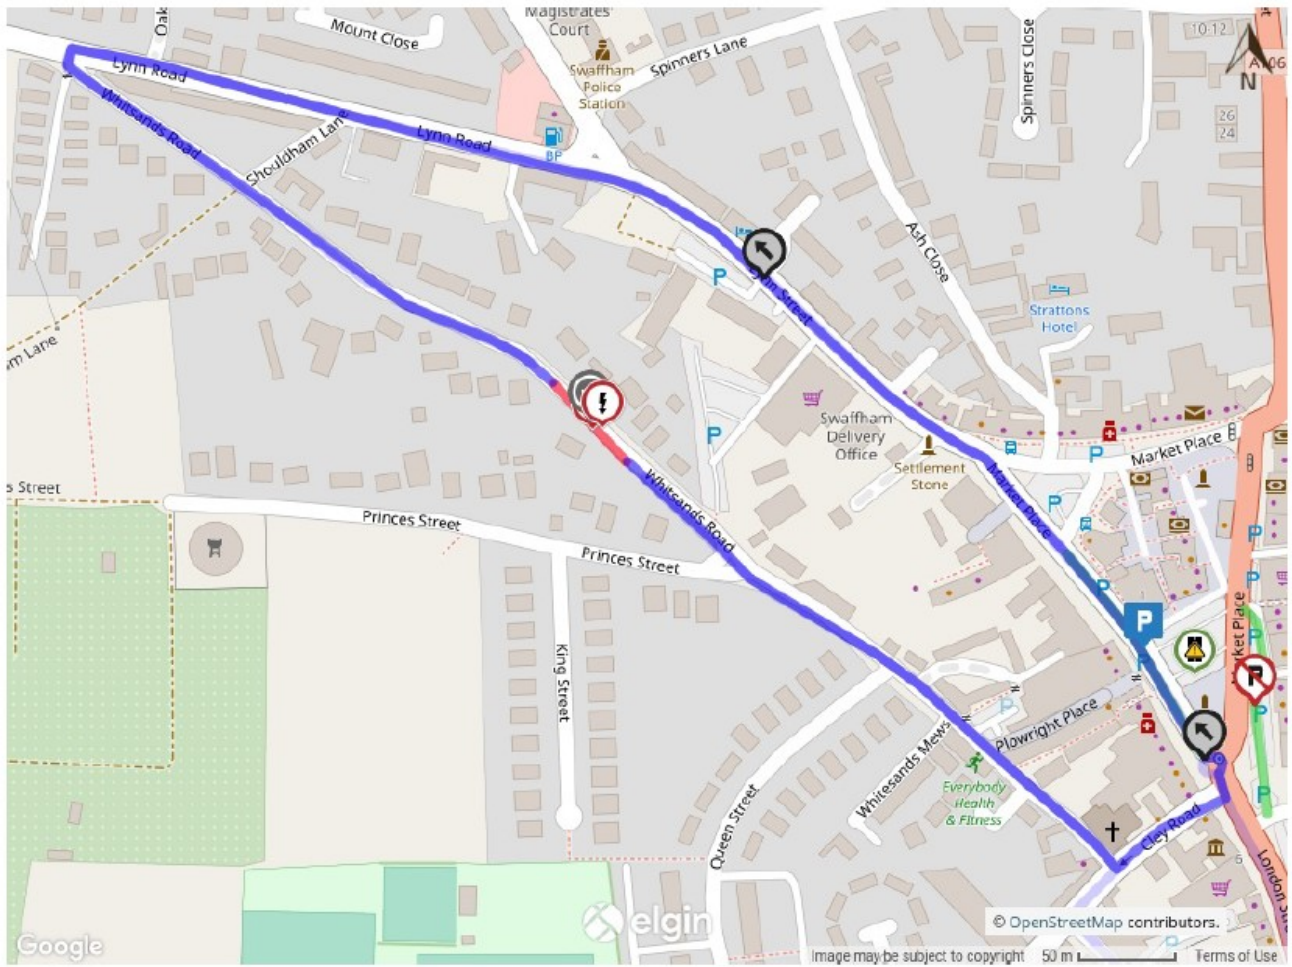 Magistrates'
Court
Oak
Mount Close
Spinners Lane
Spinners Close
10-12
A106
N
Swaffham
Police
Station
26
24
Lynn Road
Whitsands Road
Shouldham Lane
Lynn Road
BP
P
Ash Close
Lynn Street
Strattons
Hotel
m Lane
P
Swaffham
Delivery
Office
Settlement
Stone
P
Market Place
s Street
Princes Street
Whitsands Road
Market Place
P
P
Princes Street
P
P
P
P
P
Market Place
King Street
P
P
P
Plowright Place
Whitesands Mews
Queen Street
Everybody
Health
& Fitness
P
Cley Road
6
London Str
elgin
© OpenStreetMap contributors.
P
Google
Image may be subject to copyright
50 m
Terms of Use